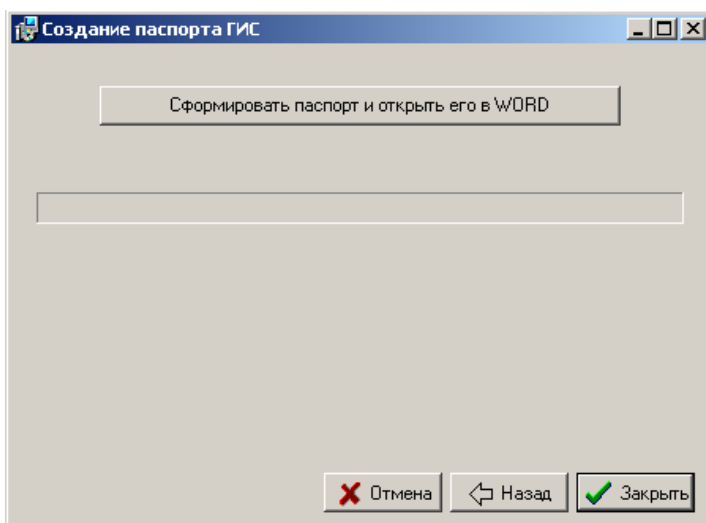 Создание паспорта ГИС
Сформировать паспорт и открыть его в WORD
Отмена
Назад
Закрыть